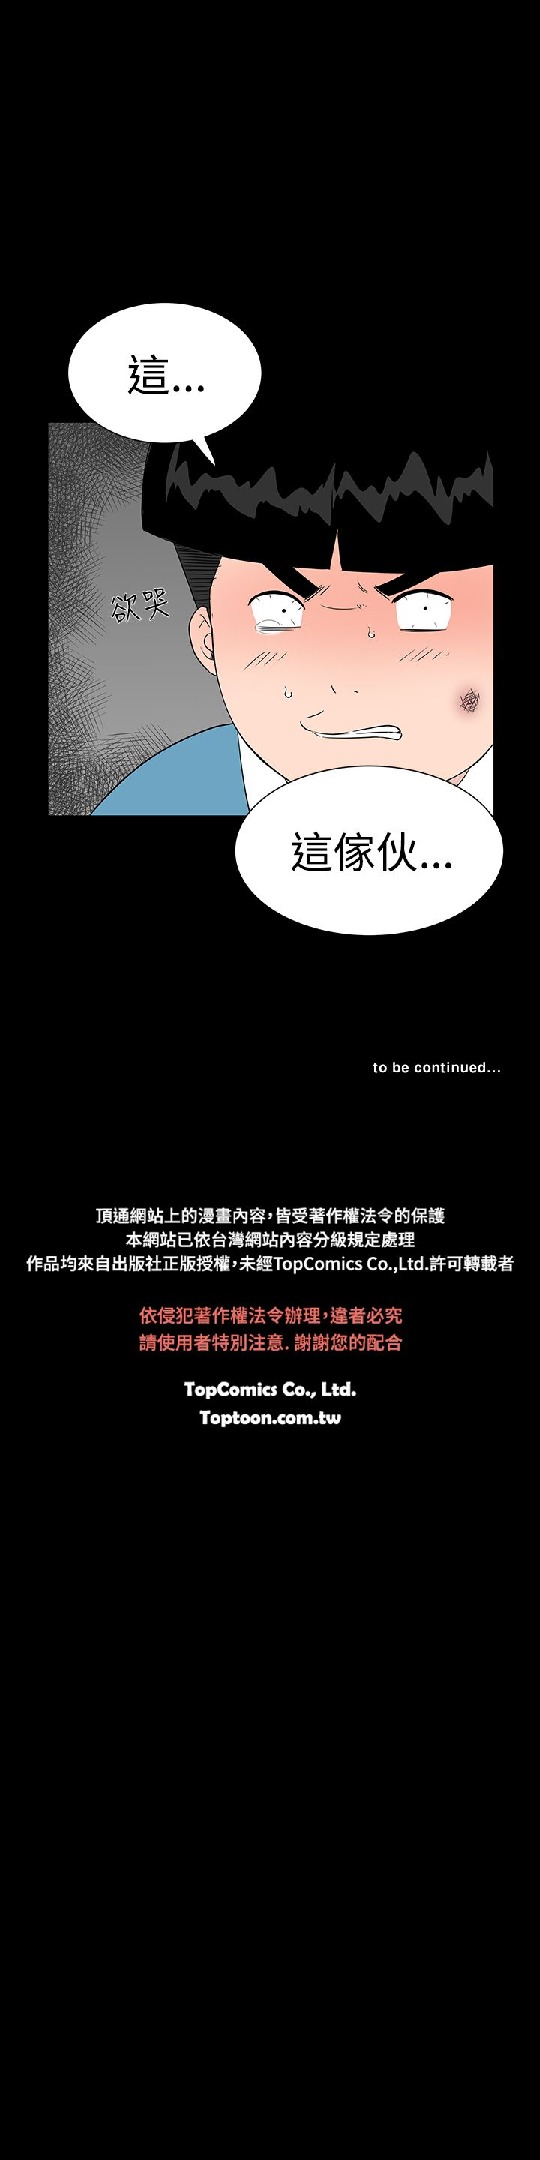 這...
欲哭
這傢伙...
to be continued...
頂通網站上的漫畫內容，皆受著作權法令的保護
本網站已依台灣網站內容分級規定處理
作品均來自出版社正版授權，未經TopComics Co.,Ltd.許可轉載者
依侵犯著作權法令辦理，違者必究
請使用者特別注意. 謝謝您的配合
TopComics Co., Ltd.
Toptoon.com.tw